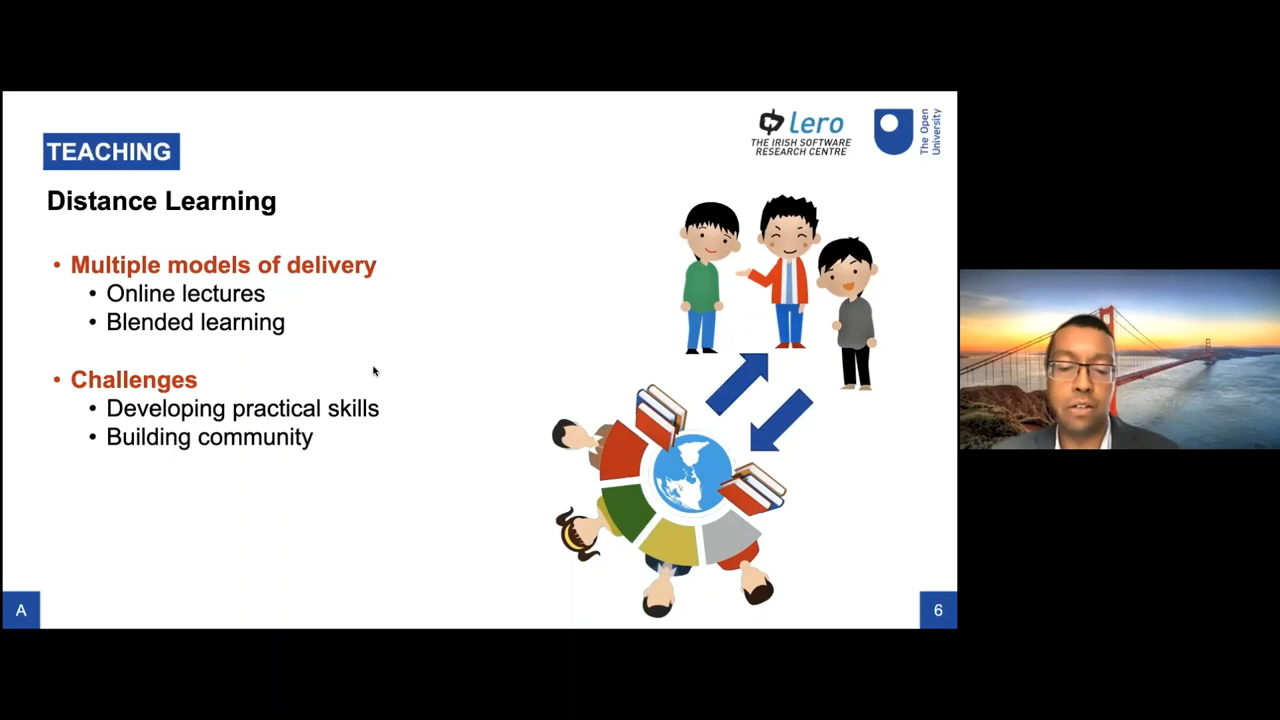 TEACHING
lero
THE IRISH SOFTWARE
RESEARCH CENTRE
The Open
University
Distance Learning
• Multiple models of delivery
• Online lectures
• Blended learning
• Challenges
• Developing practical skills
• Building community
A
6